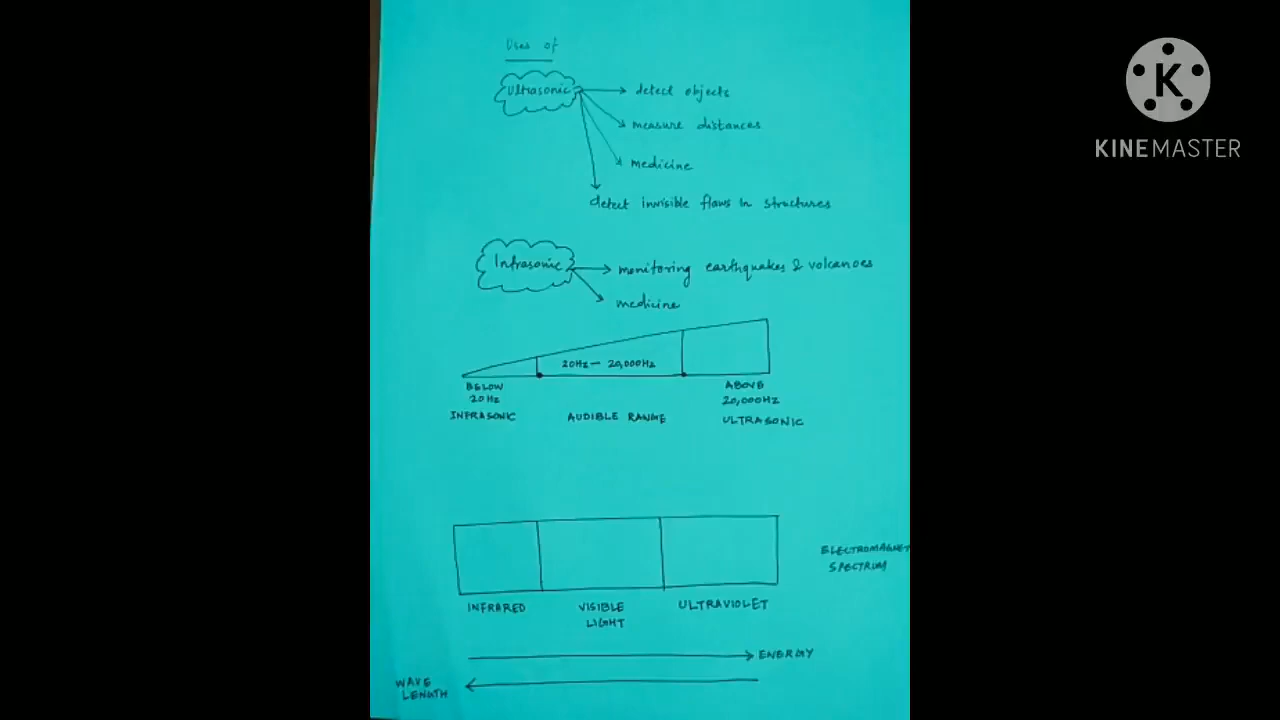 Uses of
Ultrasonic
detect objects
measure distances
medicine
detect invisible flaws in structures
Infrasonic
monitoring earthquakes & volcanoes
medicine
20Hz — 20,000Hz
BELOW
20Hz
INFRASONIC
AUDIBLE RANGE
ABOVE
20,000HZ
ULTRASONIC
ELECTROMAGNET
SPECTRUM
INFRARED
VISIBLE
LIGHT
ULTRAVIOLET
ENERGY
WAVE
LENGTH
K
KINEMASTER